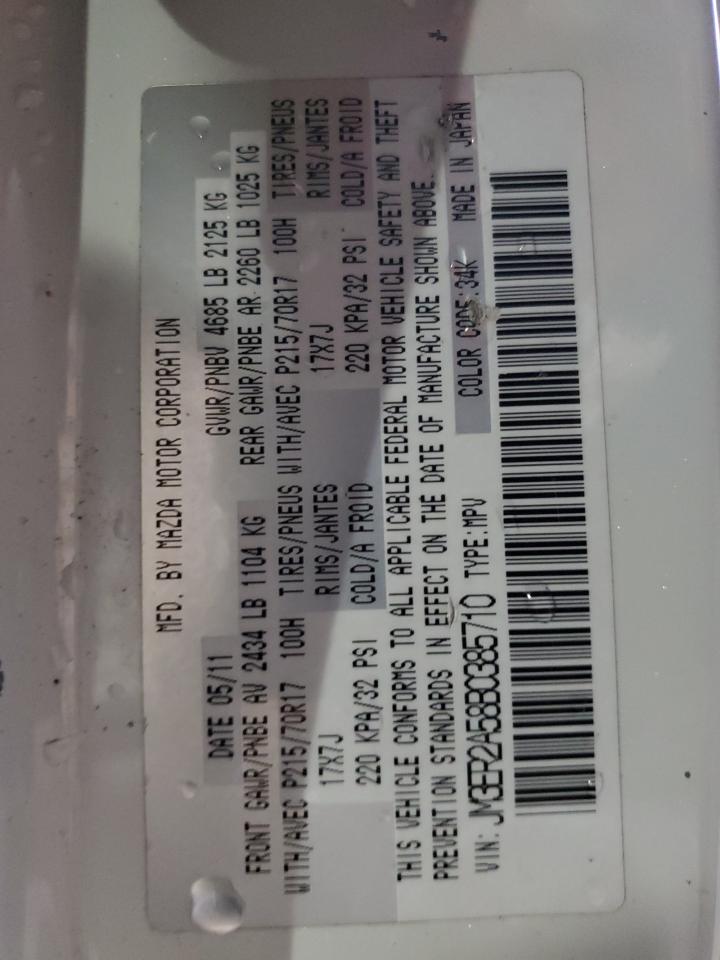 MFD. BY MAZDA MOTOR CORPORATION
DATE 05/11 GVWR/PNBV 4685 LB 2125 KG
FRONT GAWR/PNBE AV 2434 LB 1104 KG REAR GAWR/PNBE AR 2260 LB 1025 KG
WITH/AVEC P215/70R17 100H TIRES/PNEUS WITH/AVEC P215/70R17 100H TIRES/PNEUS
17X7J RIMS/JANTES 17X7J RIMS/JANTES
220 KPA/32 PSI COLD/A FROID 220 KPA/32 PSI COLD/A FROID
THIS VEHICLE CONFORMS TO ALL APPLICABLE FEDERAL MOTOR VEHICLE SAFETY AND THEFT
PREVENTION STANDARDS IN EFFECT ON THE DATE OF MANUFACTURE SHOWN ABOVE.
VIN: JM3ER2A58B0385710 TYPE:MPV COLOR CODE:34K MADE IN JAPAN